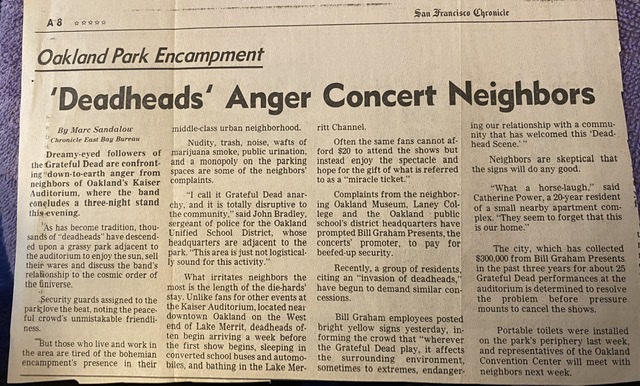 A8 ☆☆☆☆☆
San Francisco Chronicle
Oakland Park Encampment
'Deadheads' Anger Concert Neighbors
By Marc Sandalow
Chronicle East Bay Bureau
Dreamy-eyed followers of
the Grateful Dead are confront-
ing down-to-earth anger from
neighbors of Oakland's Kaiser
Auditorium, where the band
concludes a three-night stand
this evening.
As has become tradition, thou-
sands of "deadheads" have descend-
ed upon a grassy park adjacent to
the auditorium to enjoy the sun, sell
their wares and discuss the band's
relationship to the cosmic order of
the universe.
Security guards assigned to the
park love the beat, noting the peace-
ful crowd's unmistakable friendli-
ness.
But those who live and work in
the area are tired of the bohemian
encampment's presence in their
middle-class urban neighborhood.
Nudity, trash, noise, wafts of
marijuana smoke, public urination,
and a monopoly on the parking
spaces are some of the neighbor's
complaints.
"I call it Grateful Dead anar-
chy, and it is totally disruptive to
the community," said John Bradley,
sergeant of police for the Oakland
Unified School District, whose
headquarters are adjacent to the
park. "This area is just not logistical-
ly sound for this activity."
What irritates neighbors the
most is the length of the die-hards'
stay. Unlike fans for other events at
the Kaiser Auditorium, located near
downtown Oakland on the West
end of Lake Merrit, deadheads of-
ten begin arriving a week before
the first show begins, sleeping in
converted school buses and automo-
biles, and bathing in the Lake Mer-
ritt Channel.
Often the same fans cannot af-
ford $20 to attend the shows but
instead enjoy the spectacle and
hope for the gift of what is referred
to as a "miracle ticket."
Complaints from the neighbor-
ing Oakland Museum, Laney Col-
lege and the Oakland public
school's district headquarters have
prompted Bill Graham Presents, the
concerts' promoter, to pay for
beefed-up security.
Recently, a group of residents,
citing an "invasion of deadheads,"
have begun to demand similar con-
cessions.
Bill Graham employees posted
bright yellow signs yesterday, in-
forming the crowd that "wherever
the Grateful Dead play, it affects
the surrounding environment,
sometimes to extremes, endanger-
ing our relationship with a commu-
nity that has welcomed this 'Dead-
head Scene.' "
Neighbors are skeptical that
the signs will do any good.
"What a horse-laugh," said
Catherine Power, a 20-year resident
of a small nearby apartment com-
plex. "They seem to forget that this
is our home."
The city, which has collected
$300,000 from Bill Graham Presents
in the past three years for about 25
Grateful Dead performances at the
auditorium is determined to resolve
the problem before pressure
mounts to cancel the shows.
Portable toilets were installed
on the park's periphery last week,
and representatives of the Oakland
Convention Center will meet with
neighbors next week.